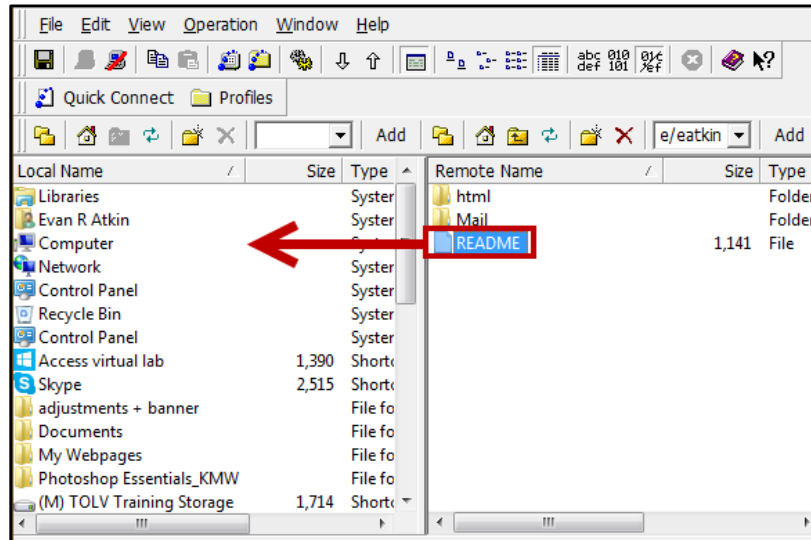 File Edit View Operation Window Help
abc def 010 101
Quick Connect Profiles
Add e/eatkin Add
Local Name / Size Type Remote Name / Size Type
Libraries Syster html Folder
Evan R Atkin Syster Mail Folder
Computer README 1,141 File
Network Syster
Control Panel Syster
Recycle Bin Syster
Control Panel Syster
Access virtual lab 1,390 Shorto
Skype 2,515 Shorto
adjustments + banner File fo
Documents File fo
My Webpages File fo
Photoshop Essentials_KMW File fo
(M) TOLV Training Storage 1,714 Shorto